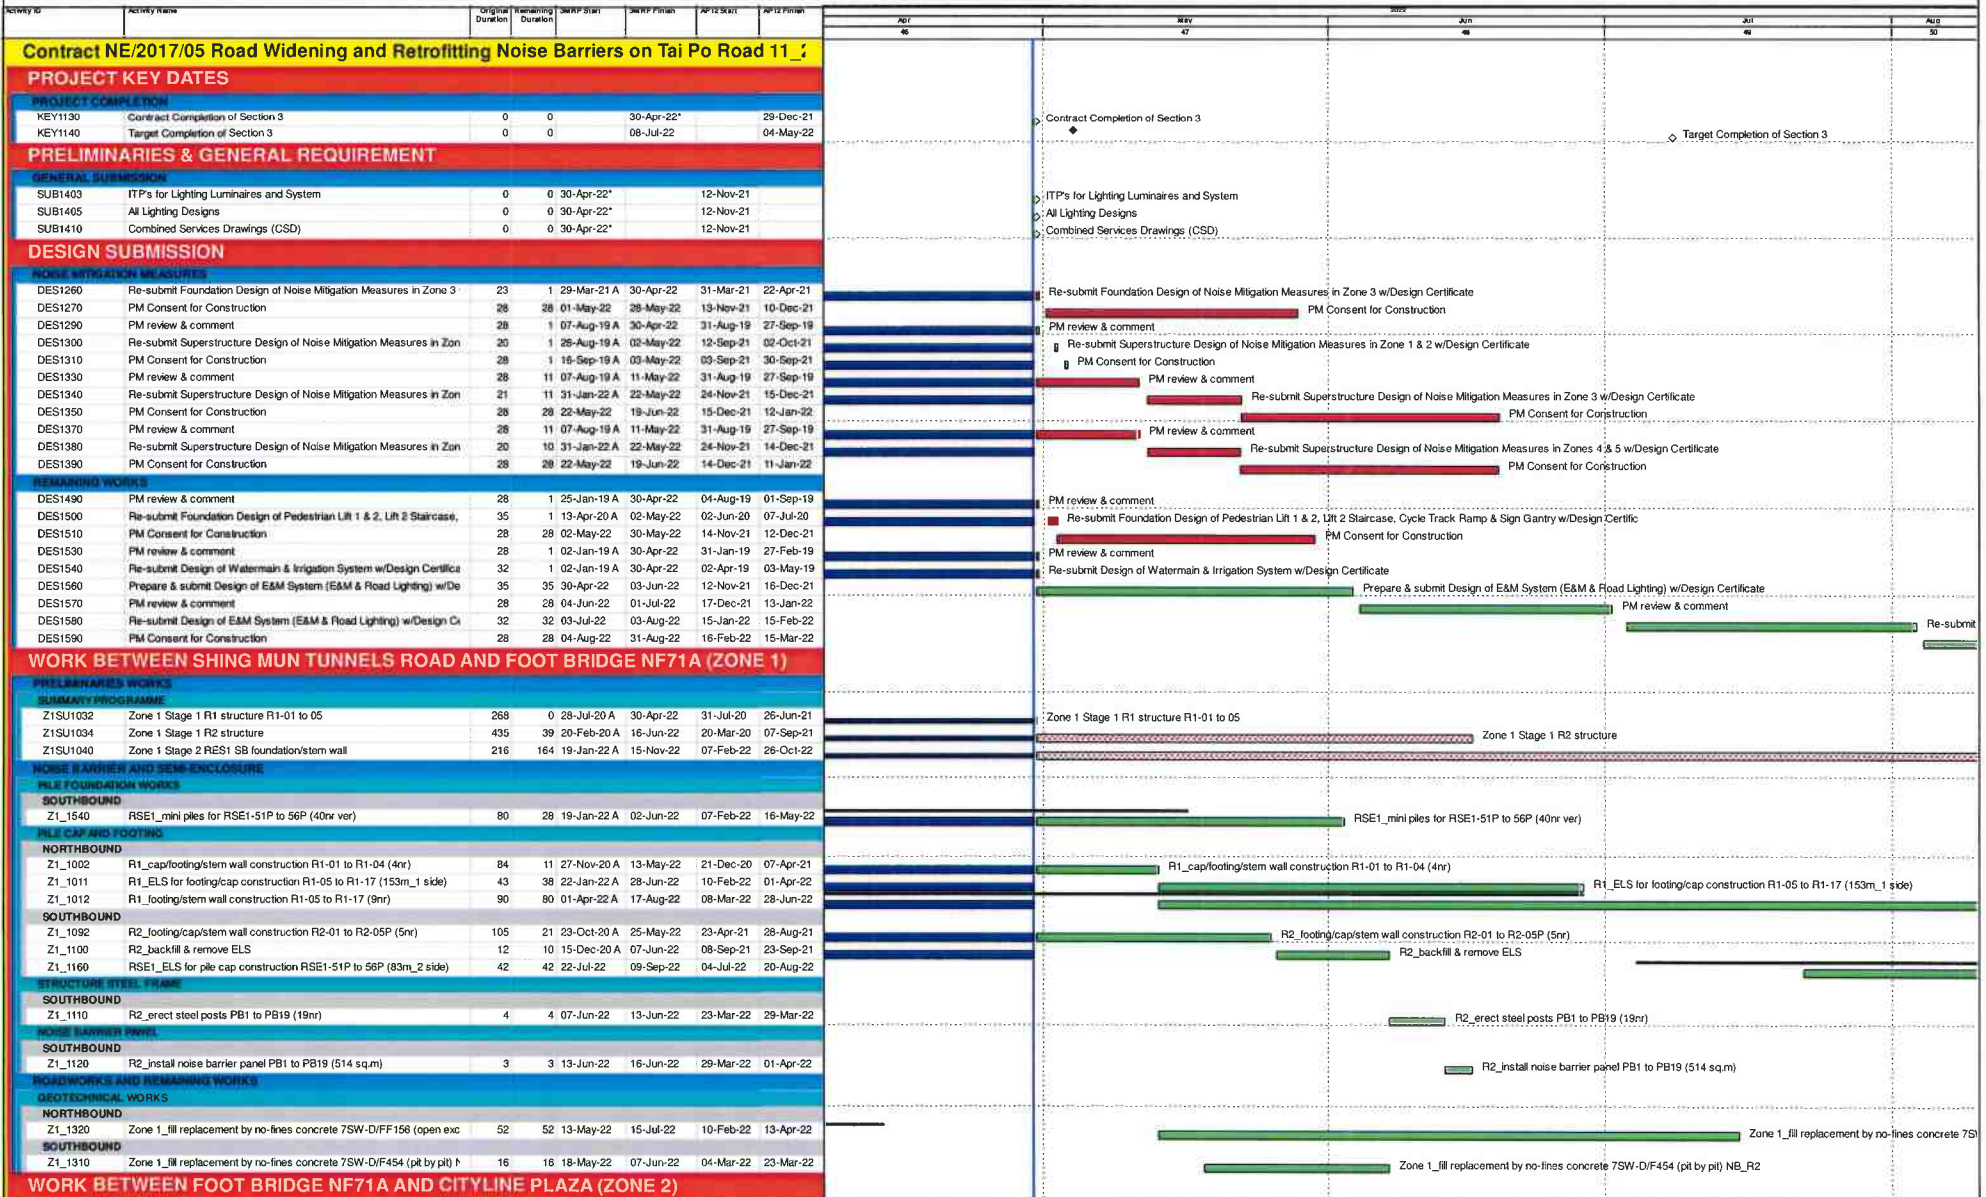 Activity ID Activity Name Original Duration Remaining Duration 3MRP Start 3MRP Finish AP12 Start AP12 Finish
2022
Apr May Jun Jul Aug
46 47 48 49 50
Contract NE/2017/05 Road Widening and Retrofitting Noise Barriers on Tai Po Road 11_
PROJECT KEY DATES
PROJECT COMPLETION
KEY1130 Contract Completion of Section 3 0 0 30-Apr-22* 29-Dec-21 Contract Completion of Section 3
KEY1140 Target Completion of Section 3 0 0 08-Jul-22 04-May-22 Target Completion of Section 3
PRELIMINARIES & GENERAL REQUIREMENT
GENERAL SUBMISSION
SUB1403 ITP's for Lighting Luminaires and System 0 0 30-Apr-22* 12-Nov-21 ITP's for Lighting Luminaires and System
SUB1405 All Lighting Designs 0 0 30-Apr-22* 12-Nov-21 All Lighting Designs
SUB1410 Combined Services Drawings (CSD) 0 0 30-Apr-22* 12-Nov-21 Combined Services Drawings (CSD)
DESIGN SUBMISSION
NOISE MITIGATION MEASURES
DES1260 Re-submit Foundation Design of Noise Mitigation Measures in Zone 3 23 1 29-Mar-21 A 30-Apr-22 31-Mar-21 22-Apr-21 Re-submit Foundation Design of Noise Mitigation Measures in Zone 3 w/Design Certificate
DES1270 PM Consent for Construction 28 28 01-May-22 28-May-22 13-Nov-21 10-Dec-21 PM Consent for Construction
DES1290 PM review & comment 28 1 07-Aug-19 A 30-Apr-22 31-Aug-19 27-Sep-19 PM review & comment
DES1300 Re-submit Superstructure Design of Noise Mitigation Measures in Zon 20 1 26-Aug-19 A 02-May-22 12-Sep-21 02-Oct-21 Re-submit Superstructure Design of Noise Mitigation Measures in Zone 1 & 2 w/Design Certificate
DES1310 PM Consent for Construction 28 1 16-Sep-19 A 03-May-22 03-Sep-21 30-Sep-21 PM Consent for Construction
DES1330 PM review & comment 28 11 07-Aug-19 A 11-May-22 31-Aug-19 27-Sep-19 PM review & comment
DES1340 Re-submit Superstructure Design of Noise Mitigation Measures in Zon 21 11 31-Jan-22 A 22-May-22 24-Nov-21 15-Dec-21 Re-submit Superstructure Design of Noise Mitigation Measures in Zone 3 w/Design Certificate
DES1350 PM Consent for Construction 28 28 22-May-22 19-Jun-22 15-Dec-21 12-Jan-22 PM Consent for Construction
DES1370 PM review & comment 28 11 07-Aug-19 A 11-May-22 31-Aug-19 27-Sep-19 PM review & comment
DES1380 Re-submit Superstructure Design of Noise Mitigation Measures in Zon 20 10 31-Jan-22 A 22-May-22 24-Nov-21 14-Dec-21 Re-submit Superstructure Design of Noise Mitigation Measures in Zones 4 & 5 w/Design Certificate
DES1390 PM Consent for Construction 28 28 22-May-22 19-Jun-22 14-Dec-21 11-Jan-22 PM Consent for Construction
REMAINING WORKS
DES1490 PM review & comment 28 1 25-Jan-19 A 30-Apr-22 04-Aug-19 01-Sep-19 PM review & comment
DES1500 Re-submit Foundation Design of Pedestrian Lift 1 & 2, Lift 2 Staircase, 35 1 13-Apr-20 A 02-May-22 02-Jun-20 07-Jul-20 Re-submit Foundation Design of Pedestrian Lift 1 & 2, Lift 2 Staircase, Cycle Track Ramp & Sign Gantry w/Design Certific
DES1510 PM Consent for Construction 28 28 02-May-22 30-May-22 14-Nov-21 12-Dec-21 PM Consent for Construction
DES1530 PM review & comment 28 1 02-Jan-19 A 30-Apr-22 31-Jan-19 27-Feb-19 PM review & comment
DES1540 Re-submit Design of Watermain & Irrigation System w/Design Certifica 32 1 02-Jan-19 A 30-Apr-22 02-Apr-19 03-May-19 Re-submit Design of Watermain & Irrigation System w/Design Certificate
DES1560 Prepare & submit Design of E&M System (E&M & Road Lighting) w/De 35 35 30-Apr-22 03-Jun-22 12-Nov-21 16-Dec-21 Prepare & submit Design of E&M System (E&M & Road Lighting) w/Design Certificate
DES1570 PM review & comment 28 28 04-Jun-22 01-Jul-22 17-Dec-21 13-Jan-22 PM review & comment
DES1580 Re-submit Design of E&M System (E&M & Road Lighting) w/Design Ce 32 32 03-Jul-22 03-Aug-22 15-Jan-22 15-Feb-22 Re-submit
DES1590 PM Consent for Construction 28 28 04-Aug-22 31-Aug-22 16-Feb-22 15-Mar-22
WORK BETWEEN SHING MUN TUNNELS ROAD AND FOOT BRIDGE NF71A (ZONE 1)
PRELIMINARIES WORKS
SUMMARY PROGRAMME
Z1SU1032 Zone 1 Stage 1 R1 structure R1-01 to 05 268 0 28-Jul-20 A 30-Apr-22 31-Jul-20 26-Jun-21 Zone 1 Stage 1 R1 structure R1-01 to 05
Z1SU1034 Zone 1 Stage 1 R2 structure 435 39 20-Feb-20 A 16-Jun-22 20-Mar-20 07-Sep-21 Zone 1 Stage 1 R2 structure
Z1SU1040 Zone 1 Stage 2 RES1 SB foundation/stem wall 216 164 19-Jan-22 A 15-Nov-22 07-Feb-22 26-Oct-22
NOISE BARRIER AND SEMI-ENCLOSURE
PILE FOUNDATION WORKS
SOUTHBOUND
Z1_1540 RSE1_mini piles for RSE1-51P to 56P (40nr ver) 80 28 19-Jan-22 A 02-Jun-22 07-Feb-22 16-May-22 RSE1_mini piles for RSE1-51P to 56P (40nr ver)
PILE CAP AND FOOTING
NORTHBOUND
Z1_1002 R1_cap/footing/stem wall construction R1-01 to R1-04 (4nr) 84 11 27-Nov-20 A 13-May-22 21-Dec-20 07-Apr-21 R1_cap/footing/stem wall construction R1-01 to R1-04 (4nr)
Z1_1011 R1_ELS for footing/cap construction R1-05 to R1-17 (153m_1 side) 43 38 22-Jan-22 A 28-Jun-22 10-Feb-22 01-Apr-22 R1_ELS for footing/cap construction R1-05 to R1-17 (153m_1 side)
Z1_1012 R1_footing/stem wall construction R1-05 to R1-17 (9nr) 90 80 01-Apr-22 A 17-Aug-22 08-Mar-22 28-Jun-22
SOUTHBOUND
Z1_1092 R2_footing/cap/stem wall construction R2-01 to R2-05P (5nr) 105 21 23-Oct-20 A 25-May-22 23-Apr-21 28-Aug-21 R2_footing/cap/stem wall construction R2-01 to R2-05P (5nr)
Z1_1100 R2_backfill & remove ELS 12 10 15-Dec-20 A 07-Jun-22 08-Sep-21 23-Sep-21 R2_backfill & remove ELS
Z1_1160 RSE1_ELS for pile cap construction RSE1-51P to 56P (83m_2 side) 42 42 22-Jul-22 09-Sep-22 04-Jul-22 20-Aug-22
STRUCTURE STEEL FRAME
SOUTHBOUND
Z1_1110 R2_erect steel posts PB1 to PB19 (19nr) 4 4 07-Jun-22 13-Jun-22 23-Mar-22 29-Mar-22 R2_erect steel posts PB1 to PB19 (19nr)
NOISE BARRIER PANEL
SOUTHBOUND
Z1_1120 R2_install noise barrier panel PB1 to PB19 (514 sq.m) 3 3 13-Jun-22 16-Jun-22 29-Mar-22 01-Apr-22 R2_install noise barrier panel PB1 to PB19 (514 sq.m)
ROADWORKS AND REMAINING WORKS
GEOTECHNICAL WORKS
NORTHBOUND
Z1_1320 Zone 1_fill replacement by no-fines concrete 7SW-D/FF156 (open exc 52 52 13-May-22 15-Jul-22 10-Feb-22 13-Apr-22 Zone 1_fill replacement by no-fines concrete 7S
SOUTHBOUND
Z1_1310 Zone 1_fill replacement by no-fines concrete 7SW-D/F454 (pit by pit) N 16 16 18-May-22 07-Jun-22 04-Mar-22 23-Mar-22 Zone 1_fill replacement by no-fines concrete 7SW-D/F454 (pit by pit) NB_R2
WORK BETWEEN FOOT BRIDGE NF71A AND CITYLINE PLAZA (ZONE 2)